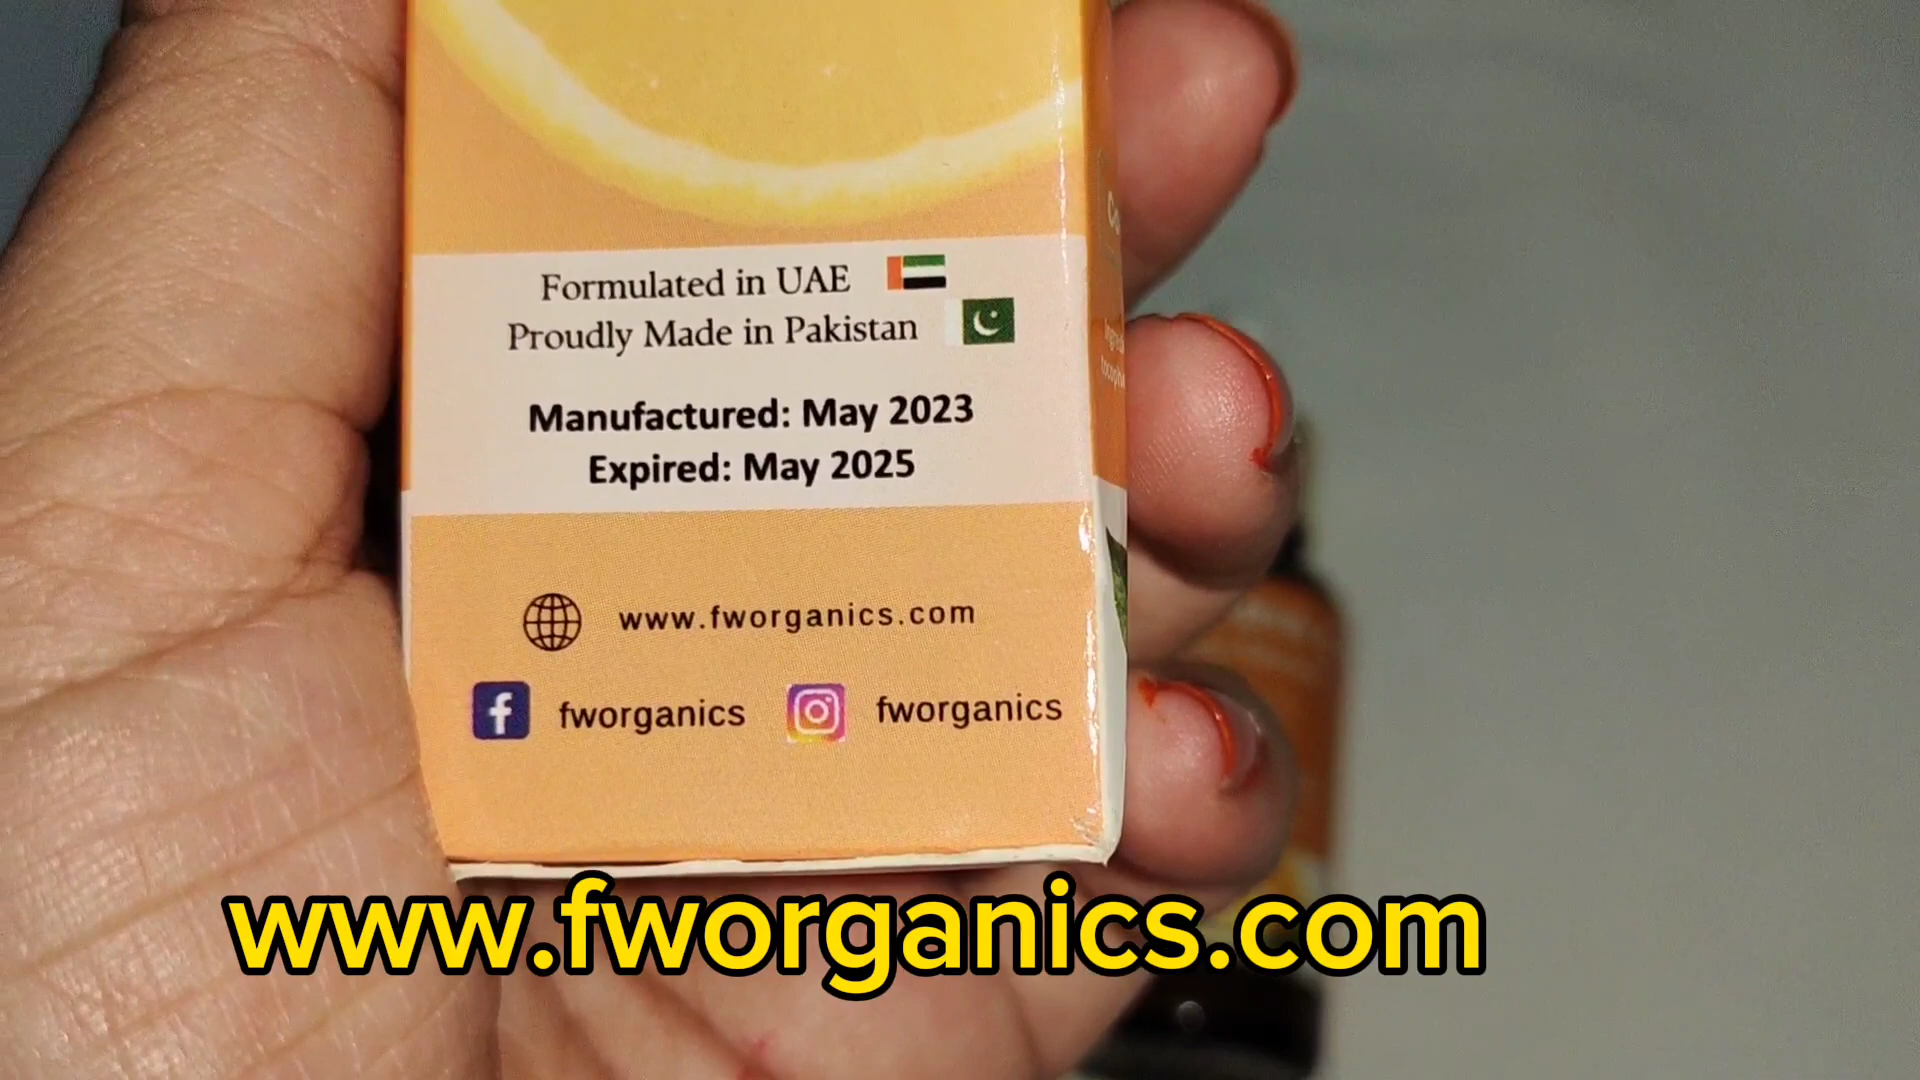 Formulated in UAE
Proudly Made in Pakistan
Manufactured: May 2023
Expired: May 2025
www.fworganics.com
fworganics fworganics
www.fworganics.com